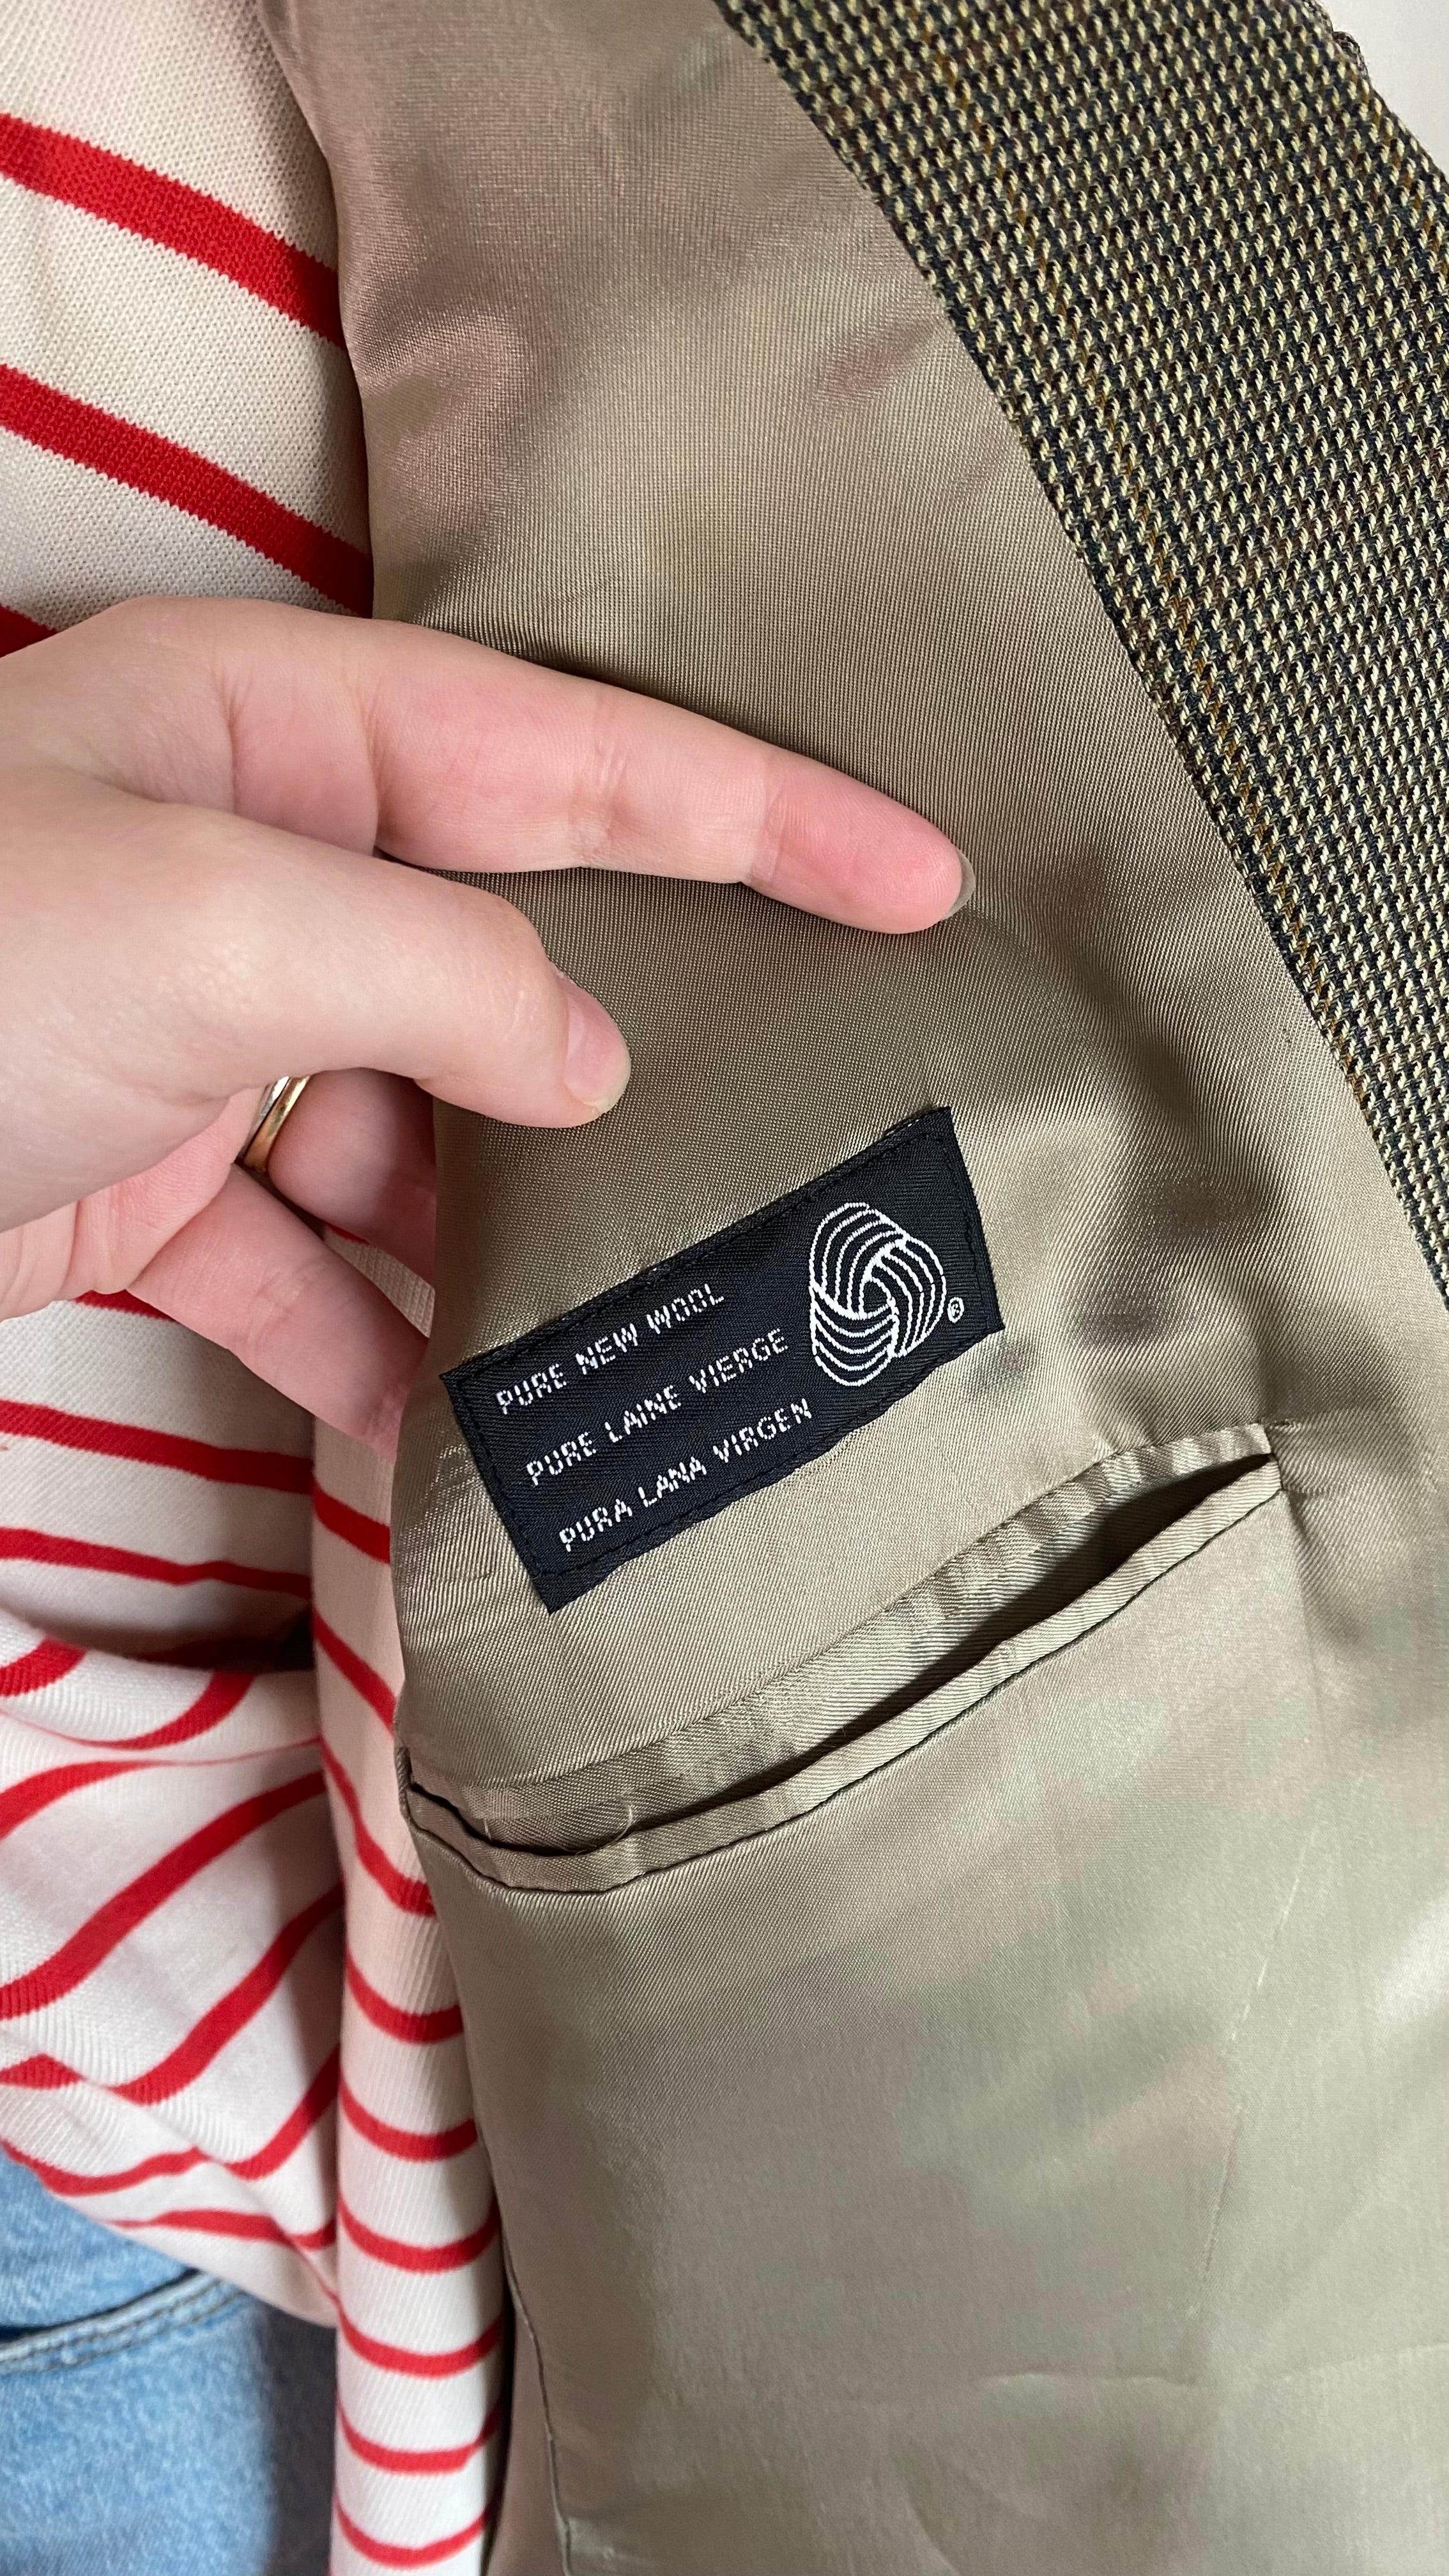 PURE NEW WOOL
PURE LAINE VIERGE
PURA LANA VIRGEN
®